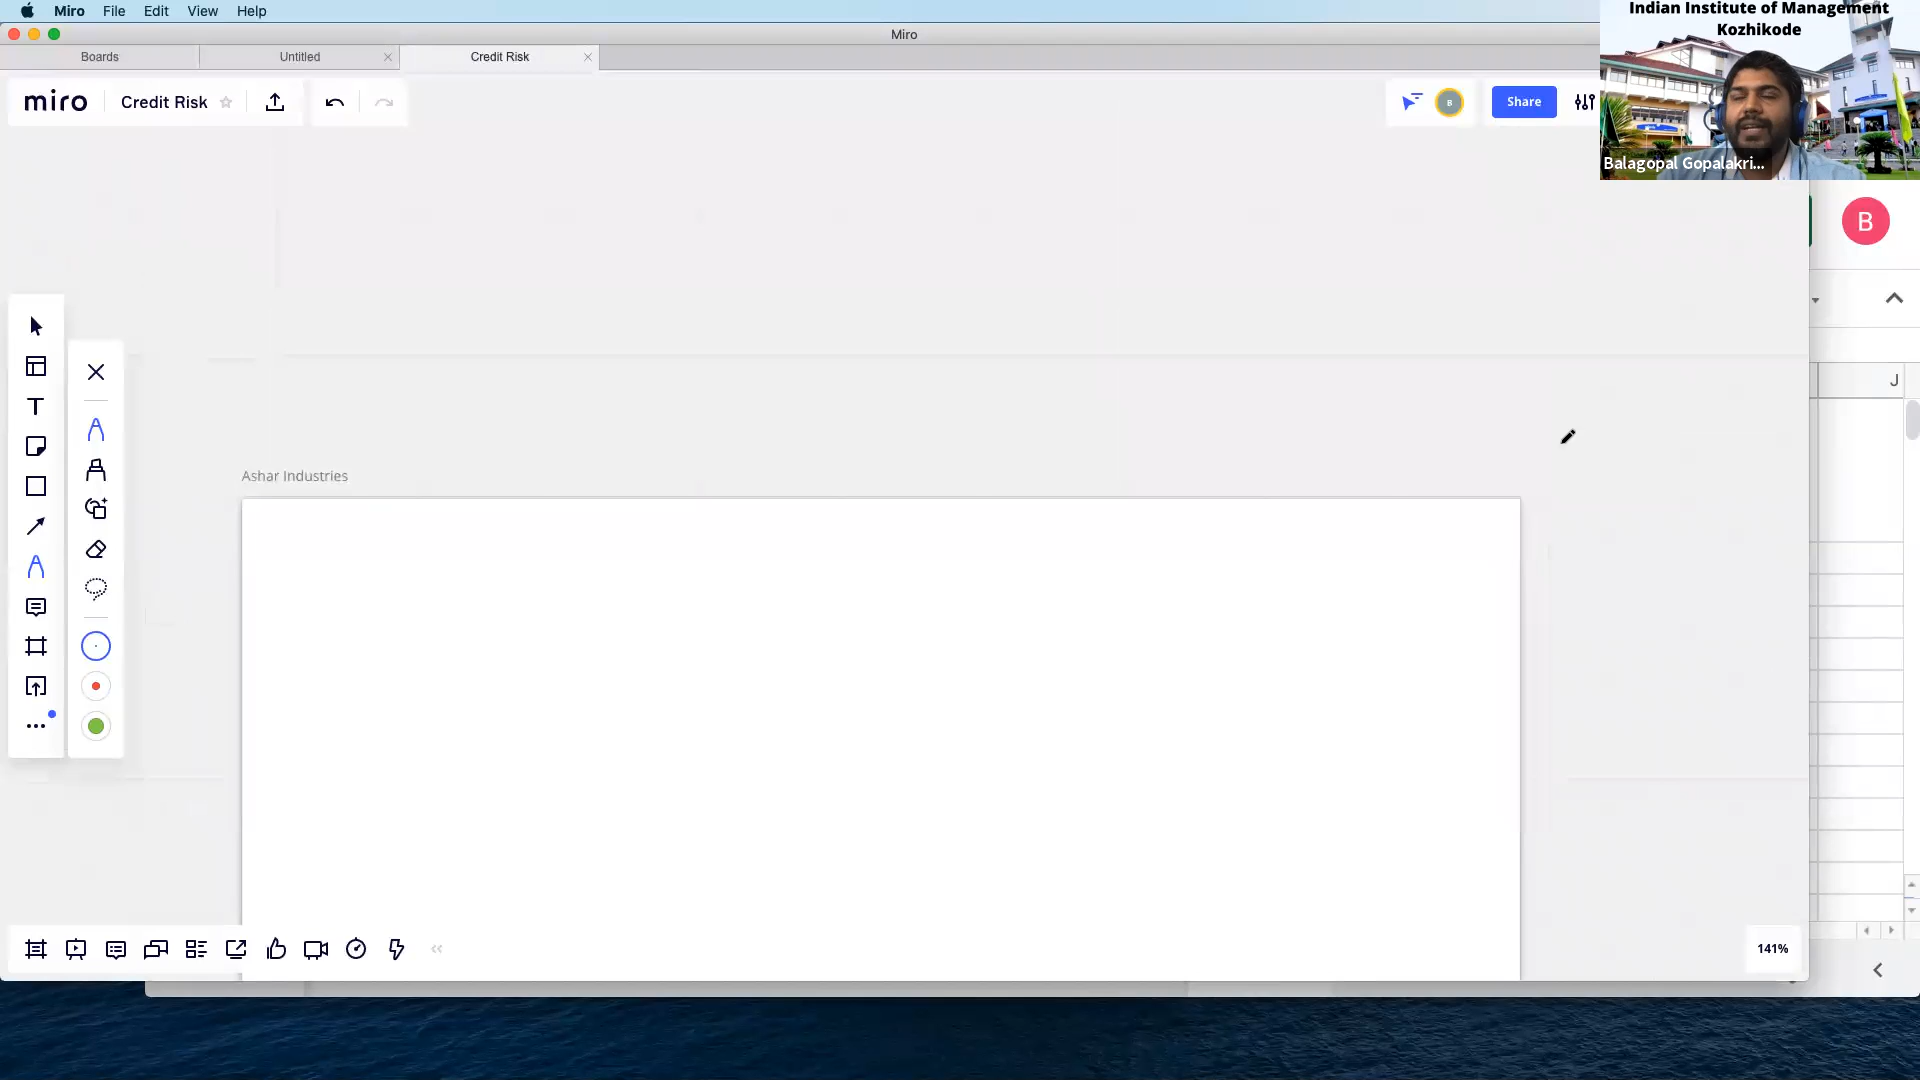 Miro File Edit View Help
Miro
Boards
Untitled
Credit Risk
miro
Credit Risk
B
Share
Indian Institute of Management
Kozhikode
Balagopal Gopalakri...
B
J
Ashar Industries
141%